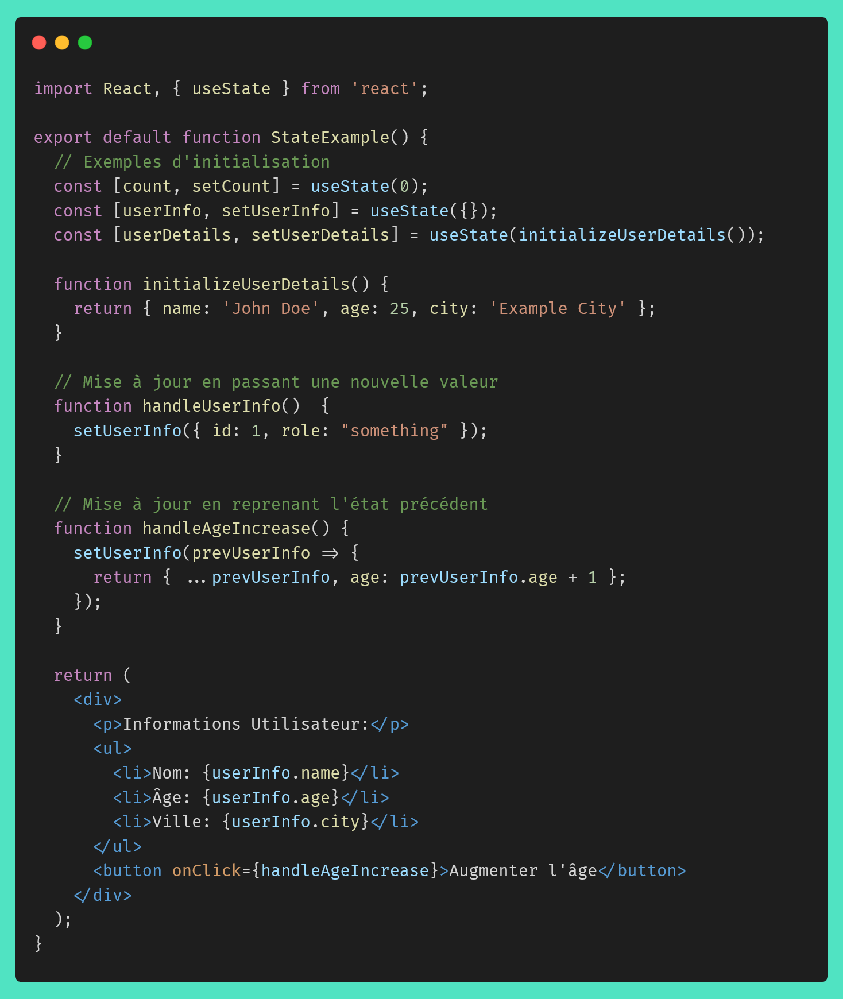 import React, { useState } from 'react';

export default function StateExample() {
  // Exemples d'initialisation
  const [count, setCount] = useState(0);
  const [userInfo, setUserInfo] = useState({});
  const [userDetails, setUserDetails] = useState(initializeUserDetails());

  function initializeUserDetails() {
    return { name: 'John Doe', age: 25, city: 'Example City' };
  }

  // Mise à jour en passant une nouvelle valeur
  function handleUserInfo()  {
    setUserInfo({ id: 1, role: "something" });
  }

  // Mise à jour en reprenant l'état précédent
  function handleAgeIncrease() {
    setUserInfo(prevUserInfo => {
      return { ...prevUserInfo, age: prevUserInfo.age + 1 };
    });
  }

  return (
    <div>
      <p>Informations Utilisateur:</p>
      <ul>
        <li>Nom: {userInfo.name}</li>
        <li>Âge: {userInfo.age}</li>
        <li>Ville: {userInfo.city}</li>
      </ul>
      <button onClick={handleAgeIncrease}>Augmenter l'âge</button>
    </div>
  );
}